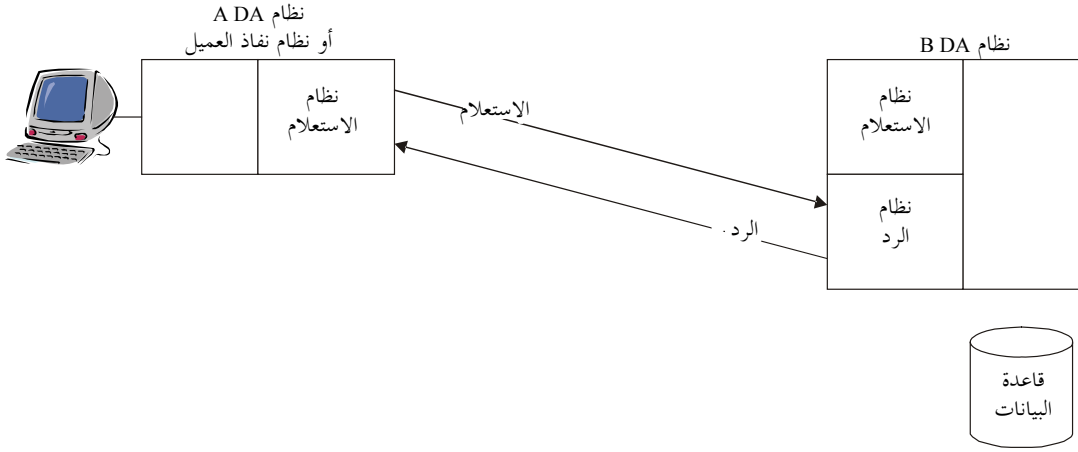 نظام A DA
أو نظام نفاذ العميل
نظام B DA
نظام
الاستعلام
الاستعلام
نظام
الاستعلام
نظام
الرد
الرد
قاعدة
البيانات